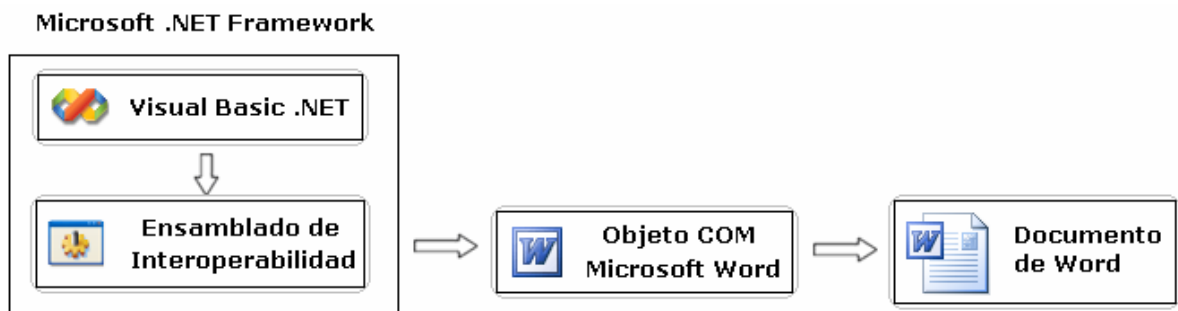 Microsoft .NET Framework
Visual Basic .NET
Ensamblado de
Interoperabilidad
Objeto COM
Microsoft Word
Documento
de Word